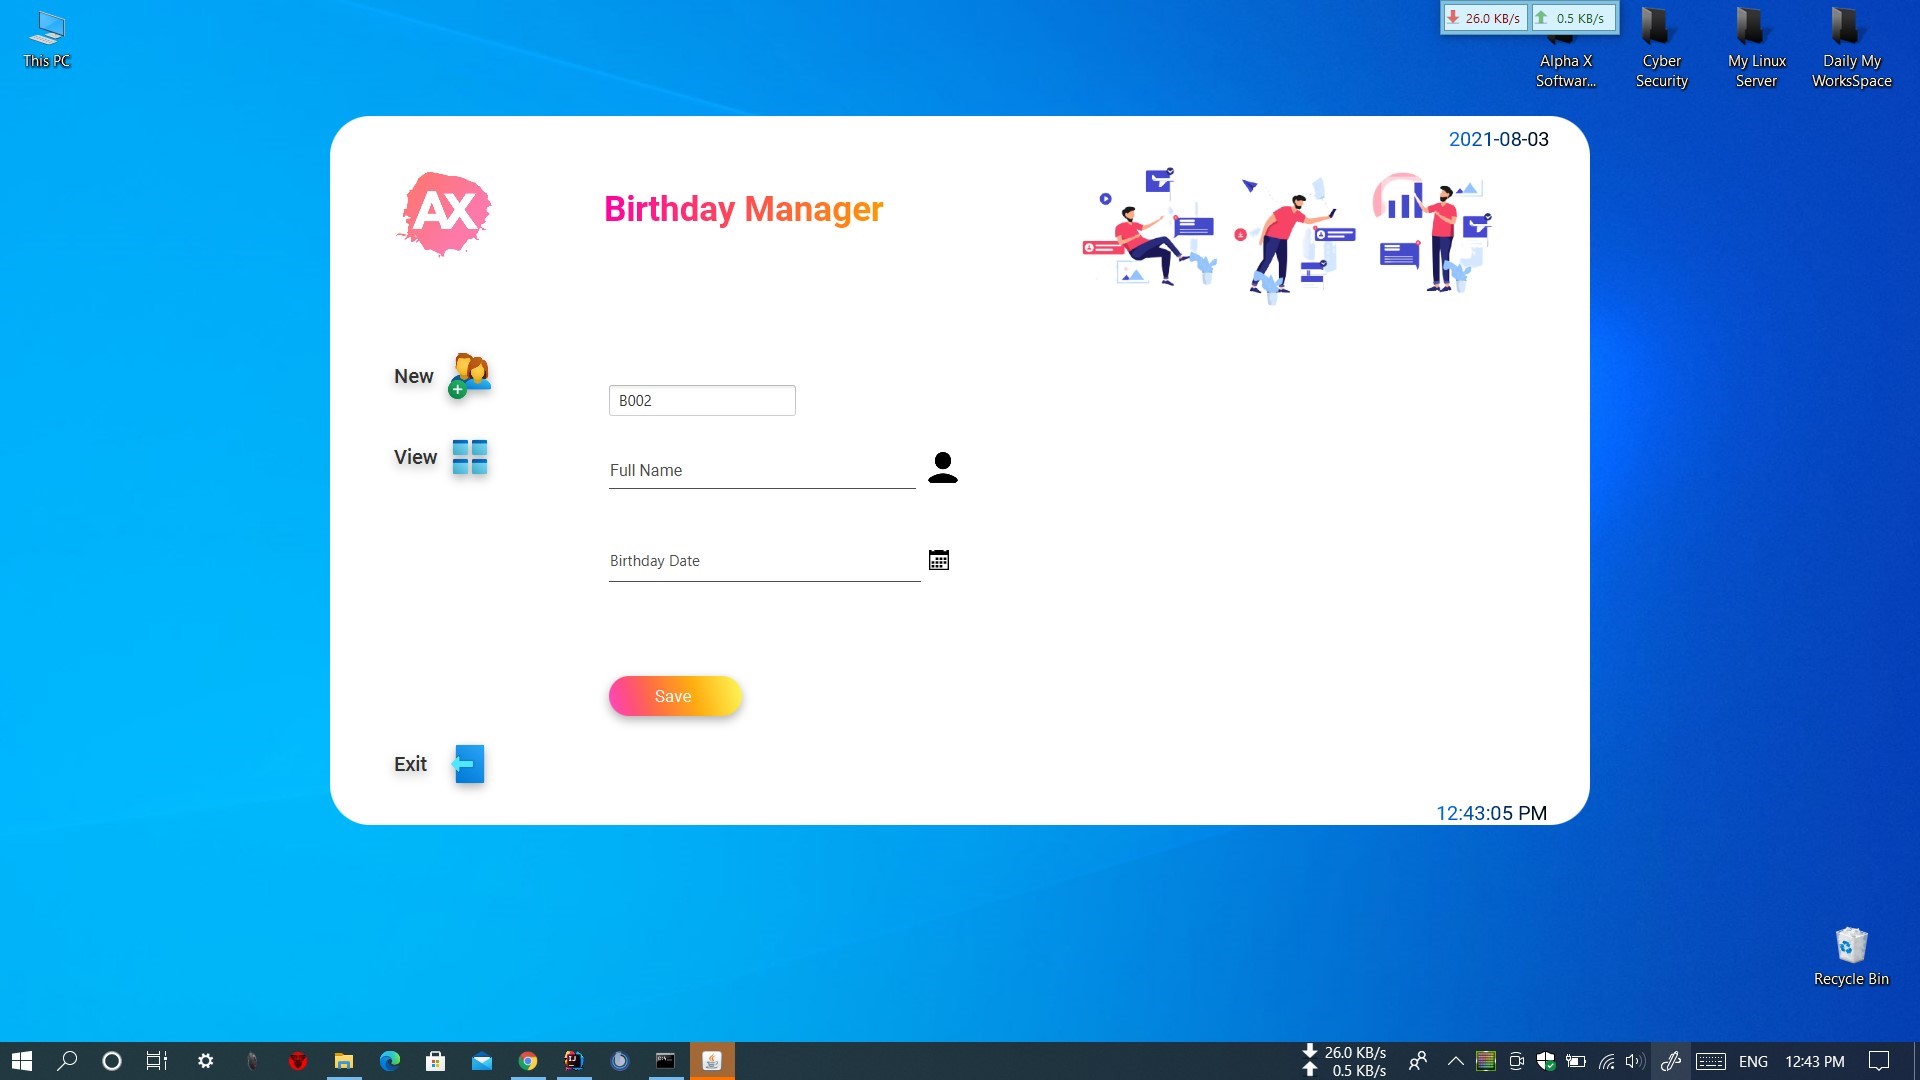 This PC
26.0 KB/s
0.5 KB/s
Alpha X
Softwar...
Cyber
Security
My Linux
Server
Daily My
WorksSpace
2021-08-03
AX
Birthday Manager
New
B002
View
Full Name
Birthday Date
Save
Exit
12:43:05 PM
Recycle Bin
26.0 KB/s
0.5 KB/s
ENG
12:43 PM